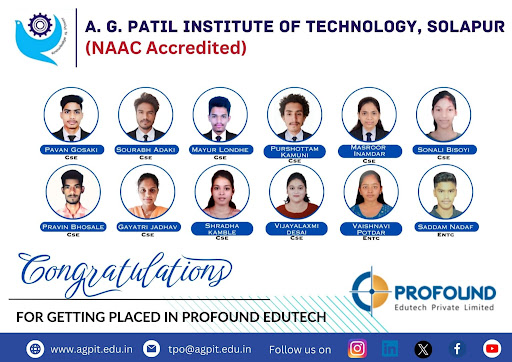 A. G. PATIL INSTITUTE OF TECHNOLOGY, SOLAPUR
(NAAC Accredited)
PAVAN GOSAKI
CSE
SOURABH ADAKI
CSE
MAYUR LONDHE
CSE
PURSHOTTAM
KAMUNI
CSE
MASROOR
INAMDAR
CSE
SONALI BISOYI
CSE
PRAVIN BHOSALE
CSE
GAYATRI JADHAV
CSE
SHRADHA
KAMBLE
CSE
VIJAYALAXMI
DESAI
CSE
VAISHNAVI
POTDAR
ENTC
SADDAM NADAF
ENTC
Congratulations
FOR GETTING PLACED IN PROFOUND EDUTECH
PROFOUND
Edutech Private Limited
www.agpit.edu.in
tpo@agpit.edu.in
Follow us on